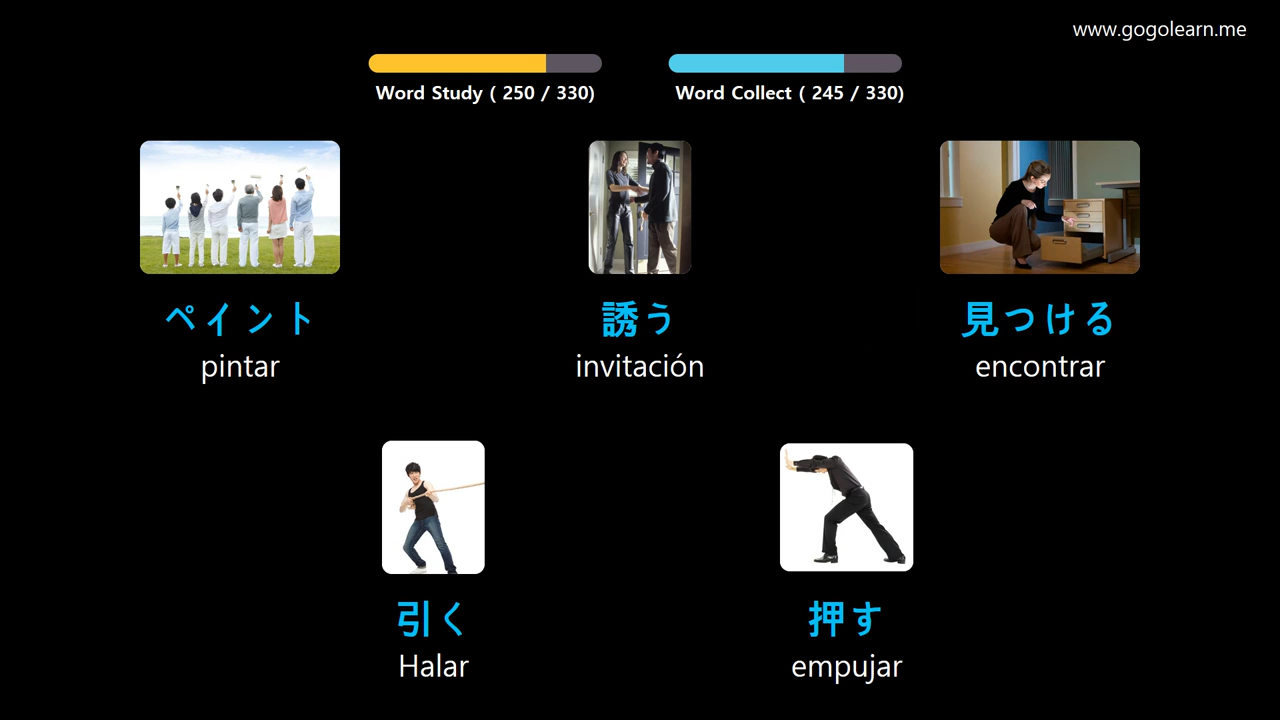 www.gogolearn.me
Word Study ( 250 / 330)
Word Collect ( 245 / 330)
ペイント
pintar
誘う
invitación
見つける
encontrar
引く
Halar
押す
empujar